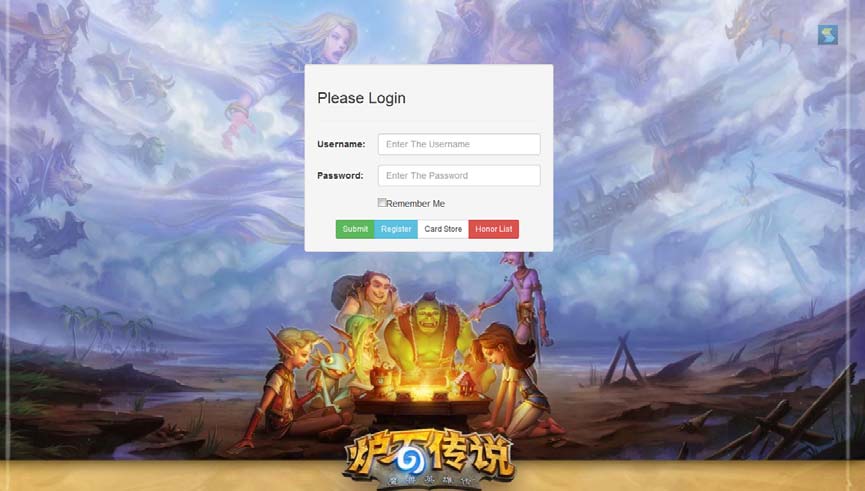 Please Login
Username: Enter The Username
Password: Enter The Password
Remember Me
Submit Register Card Store Honor List
炉石传说
魔兽英雄传